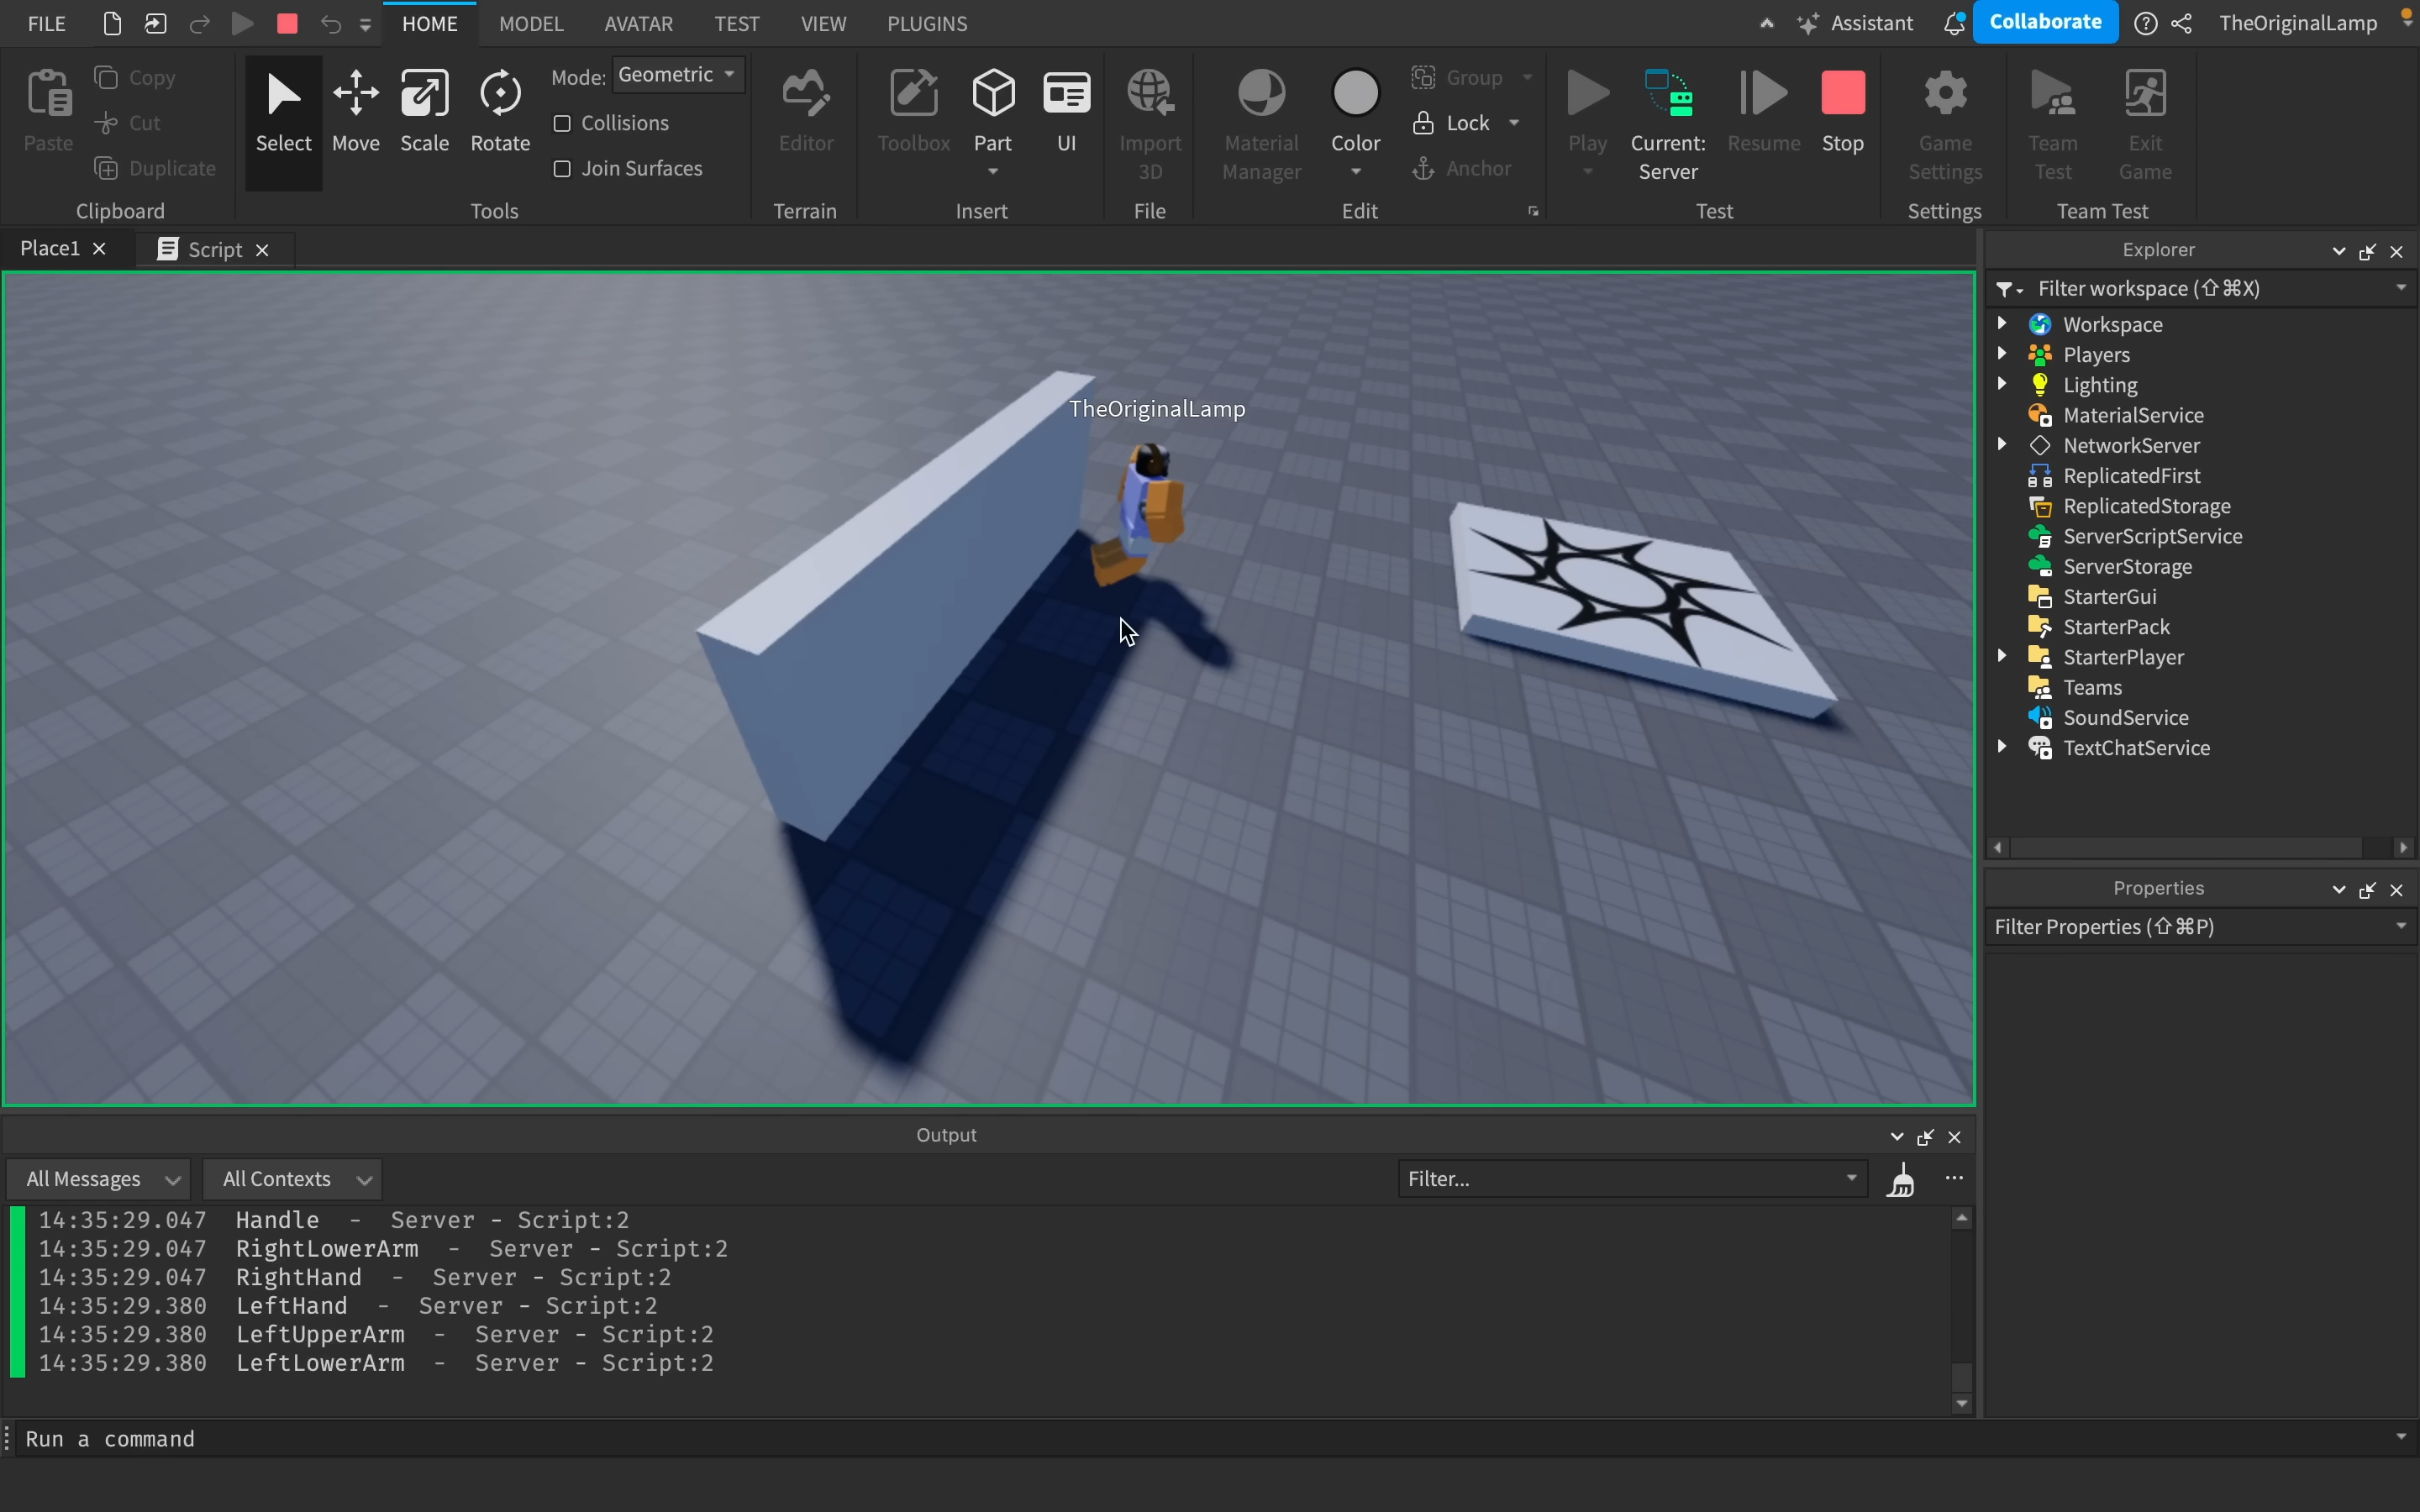 FILE HOME MODEL AVATAR TEST VIEW PLUGINS Assistant Collaborate TheOriginalLamp
Paste
Copy
Cut
Duplicate
Clipboard
Select Move Scale Rotate
Mode: Geometric
Collisions
Join Surfaces
Tools
Editor
Terrain
Toolbox Part UI
Insert
Import
3D
File
Material
Manager
Color
Group
Lock
Anchor
Edit
Play
Current:
Server
Resume Stop
Test
Game
Settings
Settings
Team
Test
Exit
Game
Team Test
Place1 Script
TheOriginalLamp
Explorer
Filter workspace (⇧⌘X)
Workspace
Players
Lighting
MaterialService
NetworkServer
ReplicatedFirst
ReplicatedStorage
ServerScriptService
ServerStorage
StarterGui
StarterPack
StarterPlayer
Teams
SoundService
TextChatService
Properties
Filter Properties (⇧⌘P)
Output
All Messages All Contexts Filter...
14:35:29.047 Handle - Server - Script:2
14:35:29.047 RightLowerArm - Server - Script:2
14:35:29.047 RightHand - Server - Script:2
14:35:29.380 LeftHand - Server - Script:2
14:35:29.380 LeftUpperArm - Server - Script:2
14:35:29.380 LeftLowerArm - Server - Script:2
Run a command